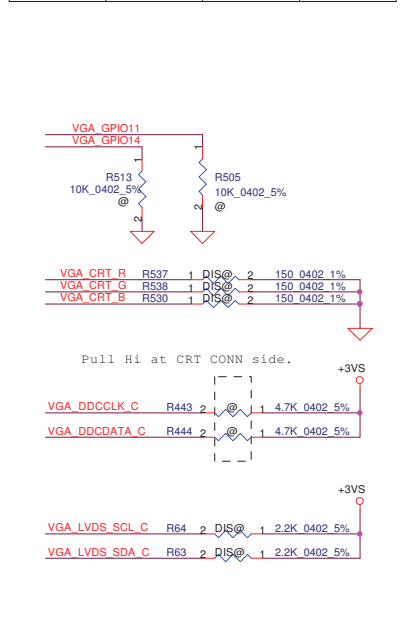 VGA_GPIO11
VGA_GPIO14
1
1
R513
10K_0402_5%
@
2
R505
10K_0402_5%
@
2
VGA_CRT_R R537 1 DIS@ 2 150_0402_1%
VGA_CRT_G R538 1 DIS@ 2 150_0402_1%
VGA_CRT_B R530 1 DIS@ 2 150_0402_1%
Pull Hi at CRT CONN side.
+3VS
VGA_DDCCLK_C R443 2 @ 1 4.7K_0402_5%
VGA_DDCDATA_C R444 2 @ 1 4.7K_0402_5%
+3VS
VGA_LVDS_SCL_C R64 2 DIS@ 1 2.2K_0402_5%
VGA_LVDS_SDA_C R63 2 DIS@ 1 2.2K_0402_5%